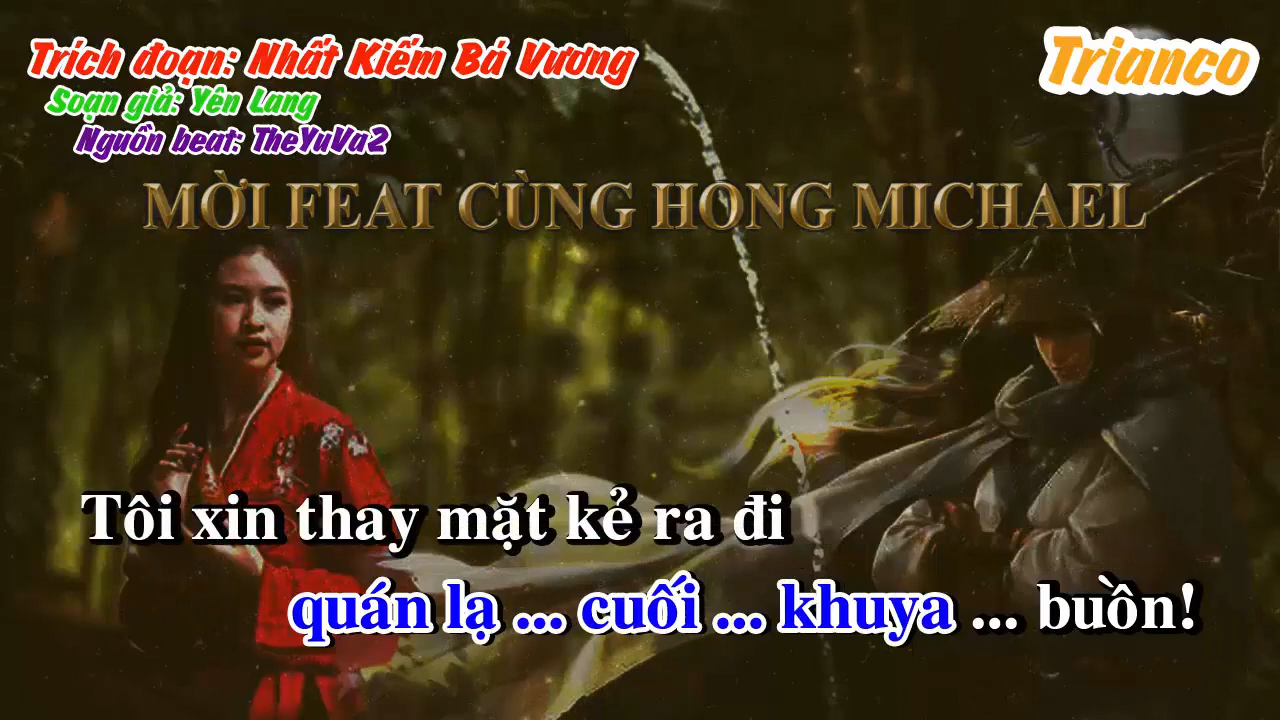 Trích đoạn: Nhất Kiếm Bá Vương
Trianco
Soạn giả: Yên Lang
Nguồn beat: TheYuVa2
MỜI FEAT CÙNG HONG MICHAEL
Tôi xin thay mặt kẻ ra đi
quán lạ ... cuối ... khuya ... buồn!